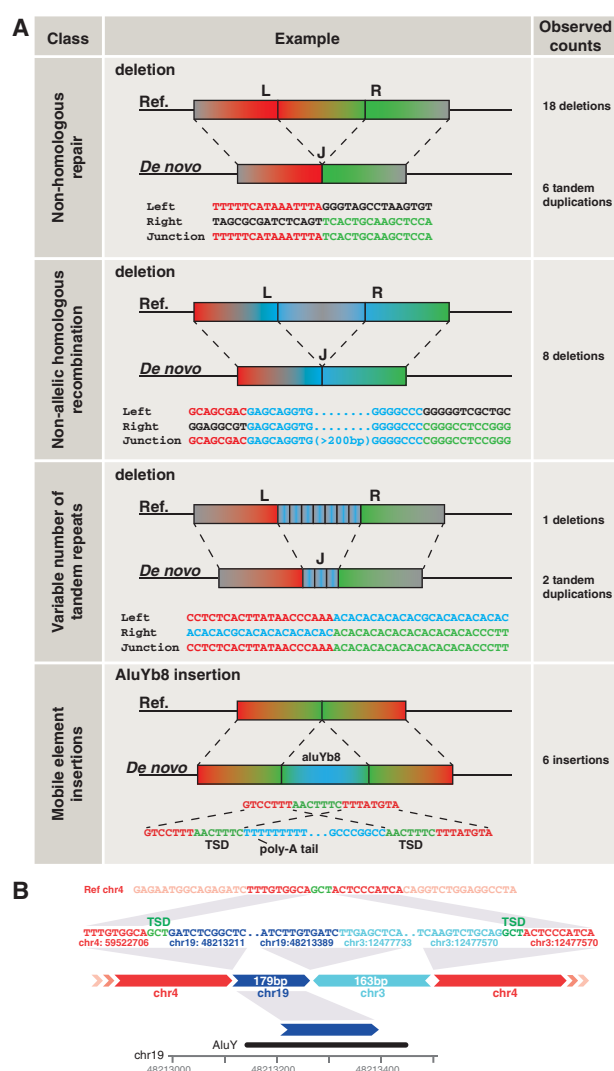 A
Class
Example
Observed counts
Non-homologous repair
deletion
L R
Ref.
J
De novo
Left TTTTTCATAAATTTAGGGTAGCCTAAGTGT
Right TAGCGCGATCTCAGTTCACTGCAAGCTCCA
Junction TTTTTCATAAATTTATCACTGCAAGCTCCA
18 deletions
6 tandem duplications
Non-allelic homologous recombination
deletion
L R
Ref.
J
De novo
Left GCAGCGACGAGCAGGTG........GGGGCCCGGGGGTCGCTGC
Right GGAGGCGTGAGCAGGTG........GGGGCCCCGGGCCTCCGGG
Junction GCAGCGACGAGCAGGTG(>200bp)GGGGCCCCGGGCCTCCGGG
8 deletions
Variable number of tandem repeats
deletion
L R
Ref.
J
De novo
Left CCTCTCACTTATAACCCAAAACACACACACACGCACACACACAC
Right ACACACGCACACACACACACACACACACACACACACACACCCTT
Junction CCTCTCACTTATAACCCAAAACACACACACACACACACACCCTT
1 deletions
2 tandem duplications
Mobile element insertions
AluYb8 insertion
Ref.
aluYb8
De novo
GTCCTTTAACTTTCTTTATGTA
GTCCTTTAACTTTCTTTTTTTTT...GCCCGGCCAACTTTCTTTATGTA
TSD poly-A tail TSD
6 insertions
B
Ref chr4 GAGAATGGCAGAGATCTTTGTGGCAGCTACTCCCATCACAGGTCTGGAGGCCTA
TSD TSD
TTTGTGGCAGCTGATCTCGGCTC..ATCTTGTGATCTTGAGCTCA..TCAAGTCTGCAGGCTACTCCCATCA
chr4: 59522706 chr19: 48213211 chr19:48213389 chr3:12477733 chr3:12477570 chr3:12477570
179bp 163bp
chr4 chr19 chr3 chr4
AluY
chr19
48213000 48213200 48213400